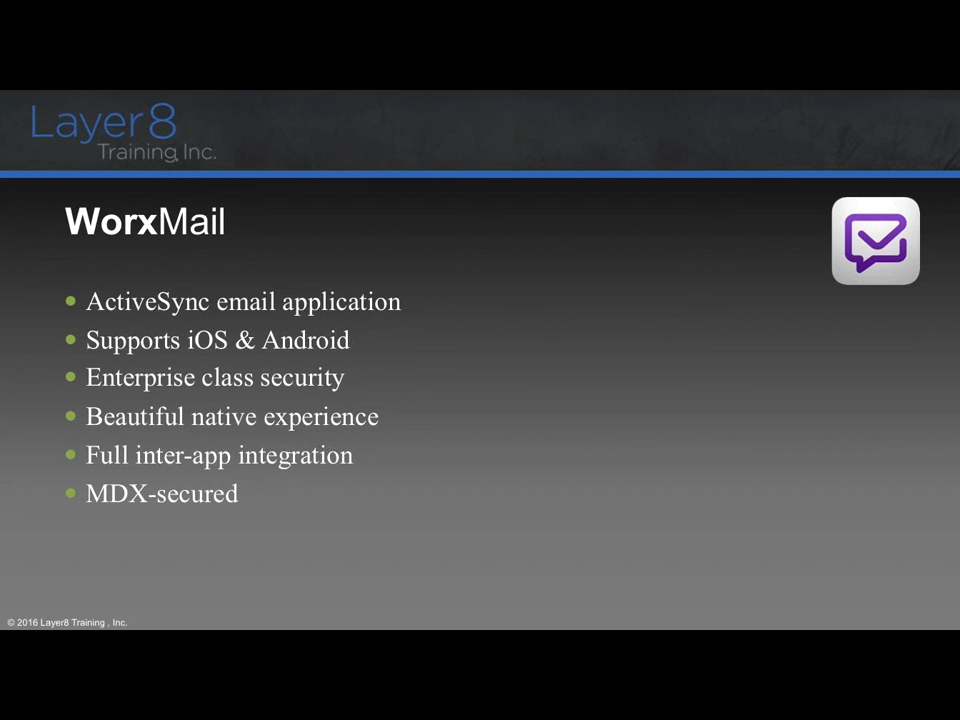 Layer8
Training, Inc.
WorxMail
ActiveSync email application
Supports iOS & Android
Enterprise class security
Beautiful native experience
Full inter-app integration
MDX-secured
© 2016 Layer8 Training , Inc.